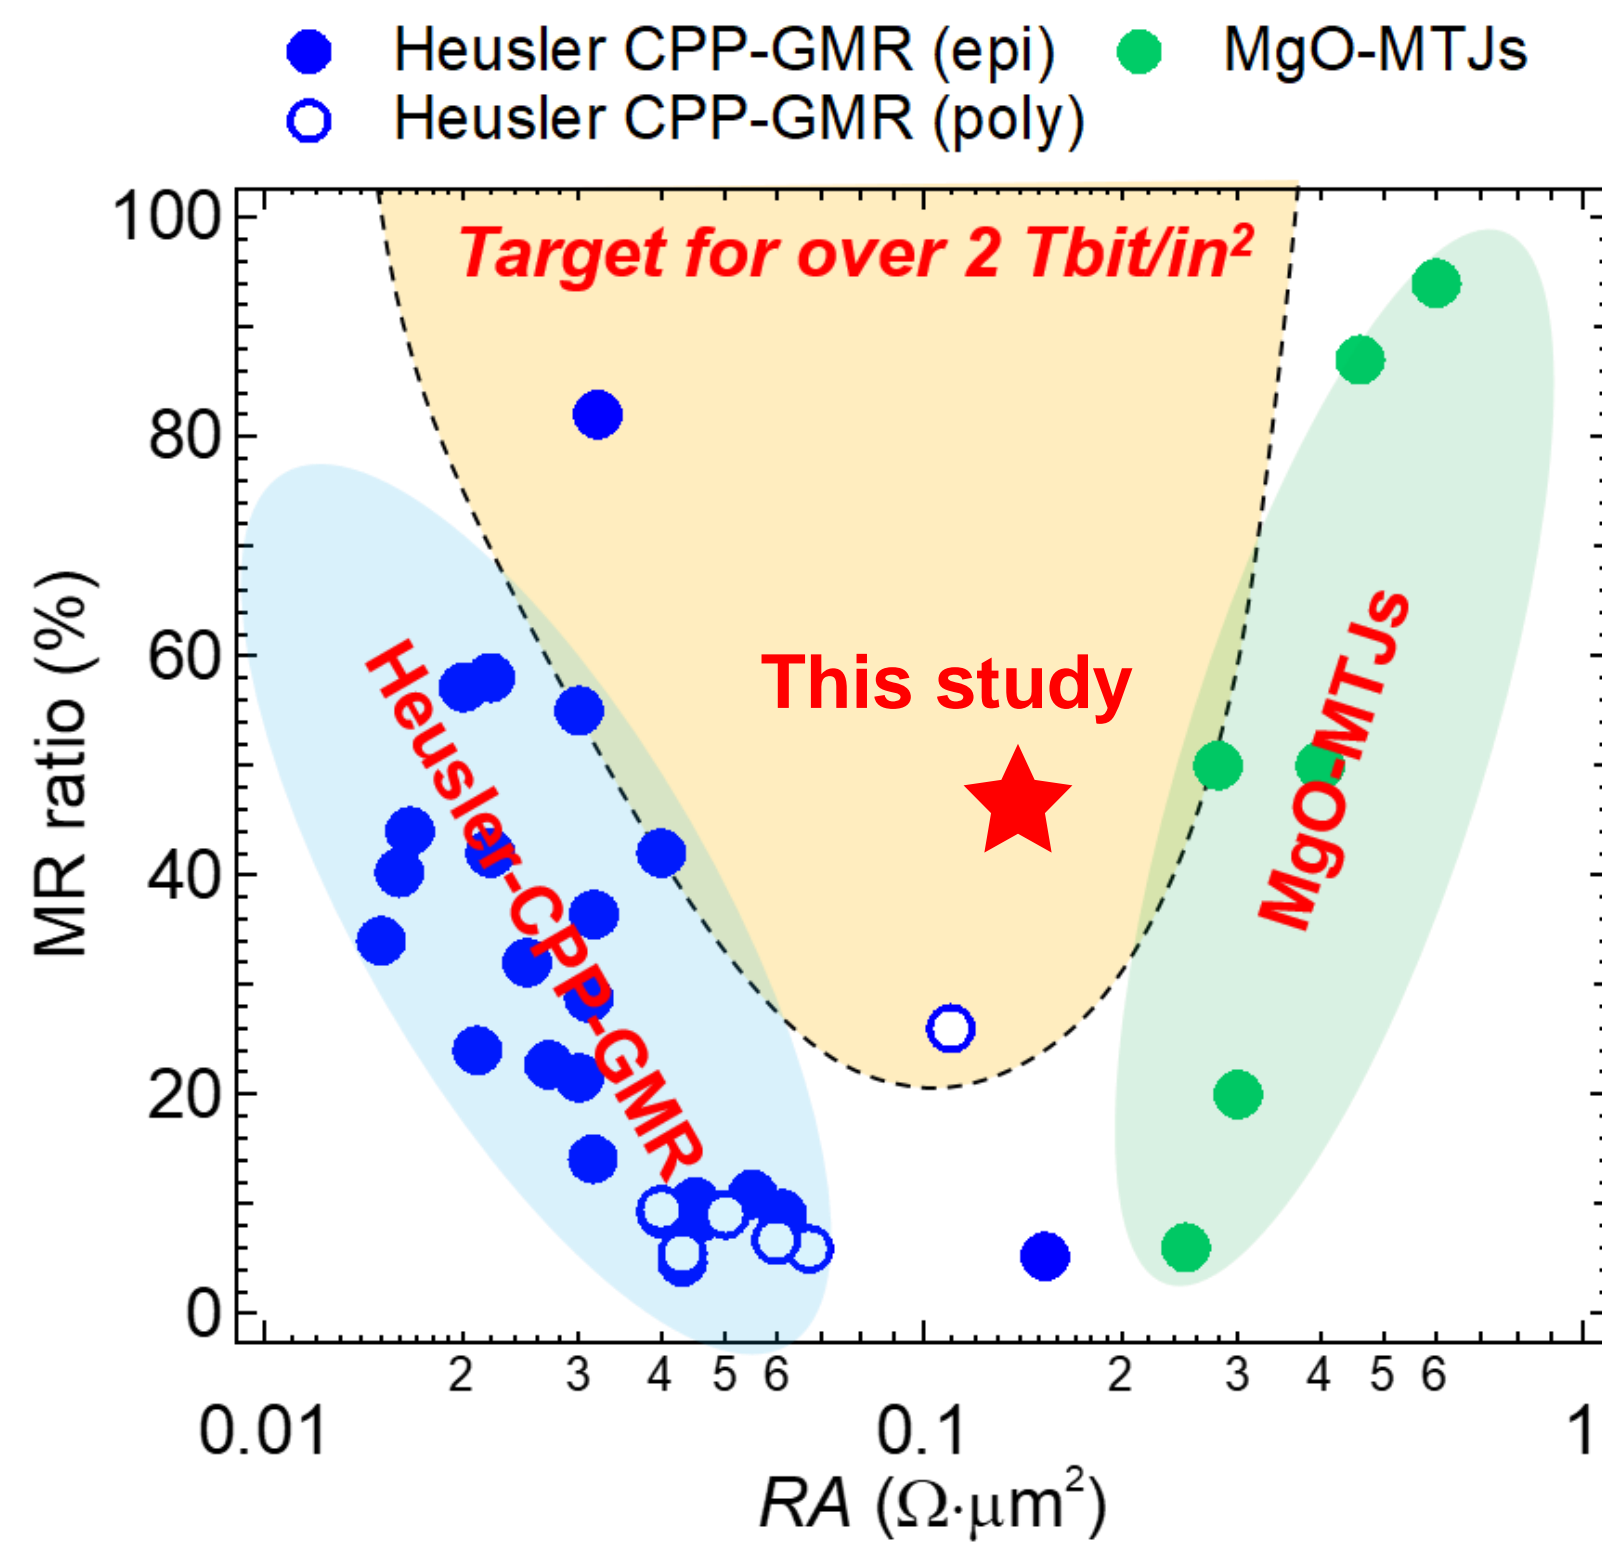 Heusler CPP-GMR (epi) MgO-MTJs
Heusler CPP-GMR (poly)
Target for over 2 Tbit/in²
This study
Heusler-CPP-GMR
MgO-MTJs
MR ratio (%)
100
80
60
40
20
0
2 3 4 5 6 2 3 4 5 6
0.01 0.1 1
RA (Ω·μm²)